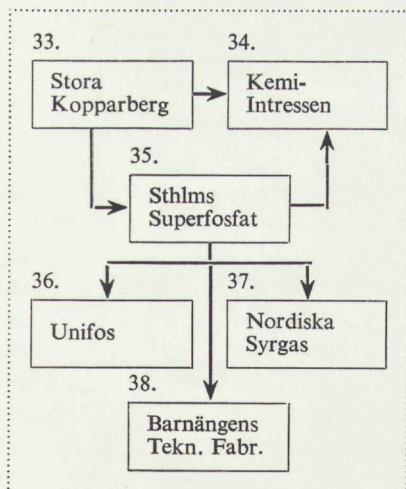 33.
34.
Stora
Kopparberg
Kemi-
Intressen
35.
Sthlms
Superfosfat
36.
37.
Unifos
Nordiska
Syrgas
38.
Barnängens
Tekn. Fabr.